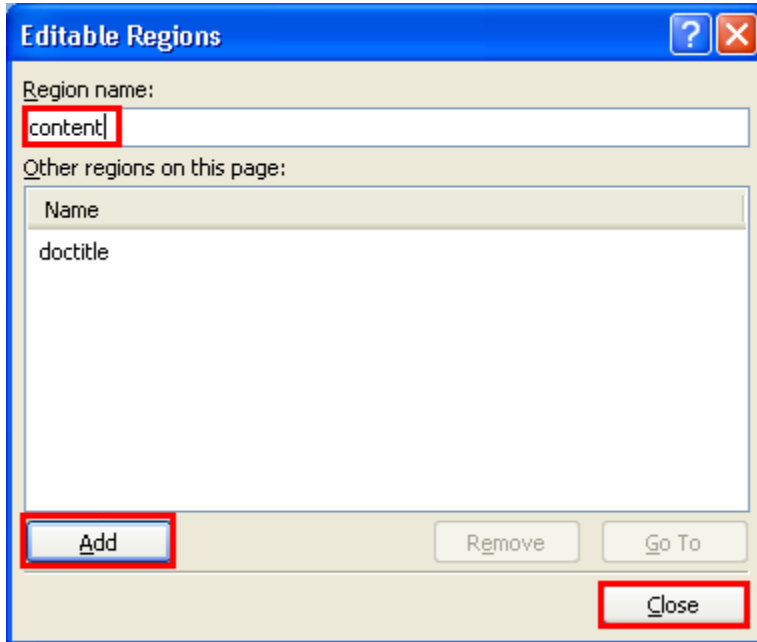 Editable Regions
Region name:
content
Other regions on this page:
Name
doctitle
Add Remove Go To
Close